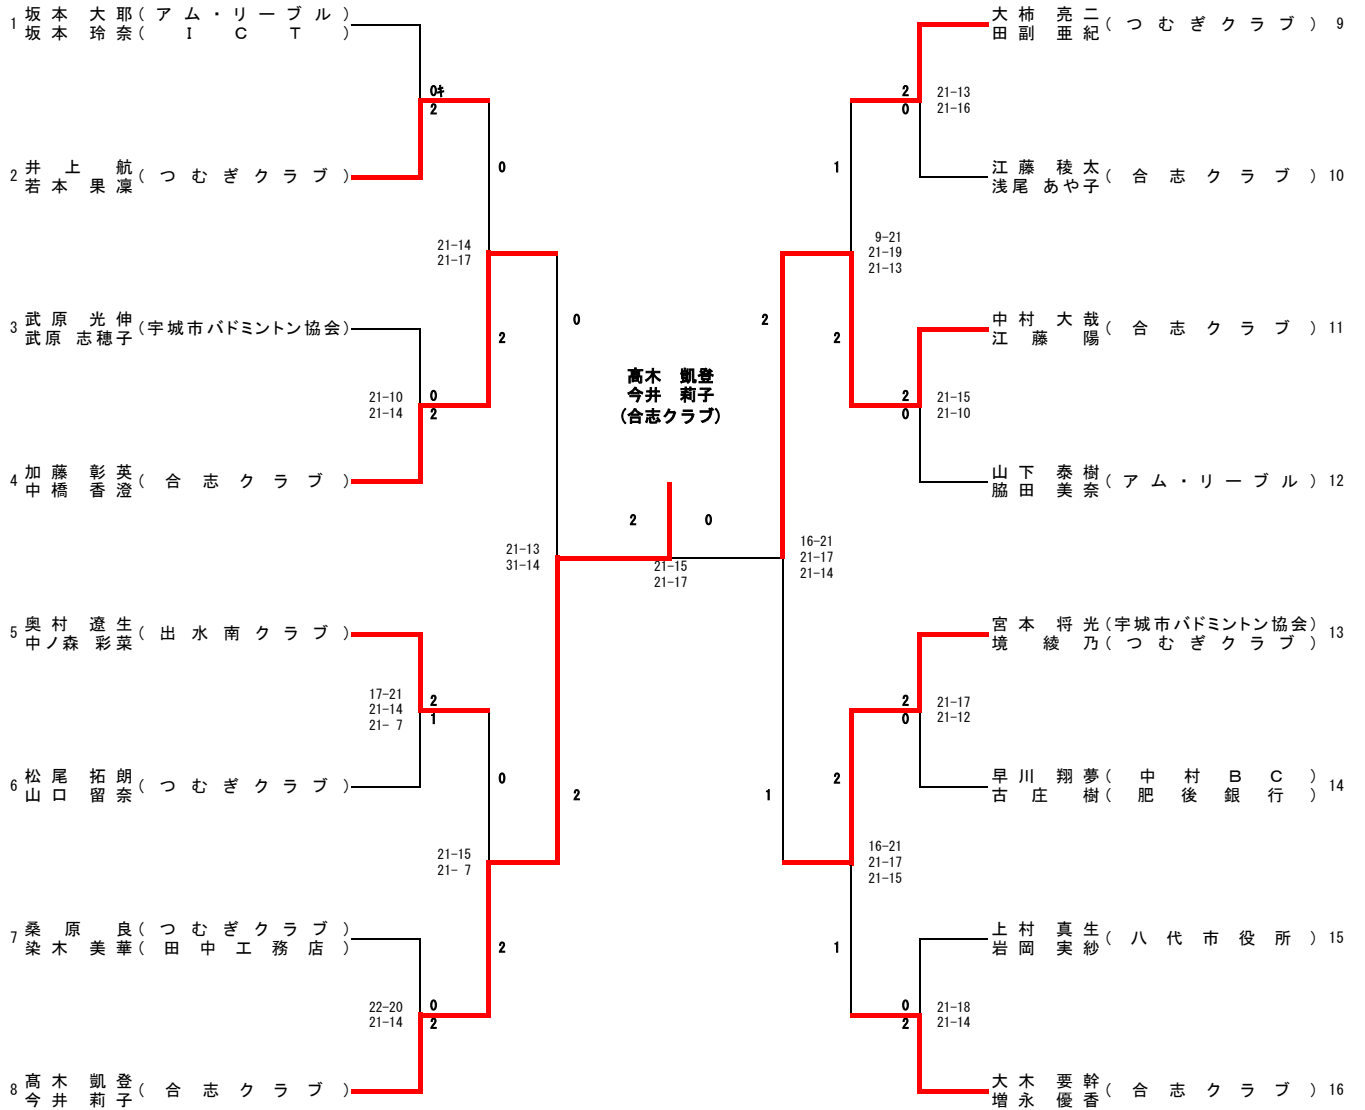 1 坂本 大耶 (アム・リーブル)
坂本 玲奈 (ICT)
0ｷ
2
2 井上 航 (つむぎクラブ)
若本 果凜
0
21-14
21-17
3 武原 光伸 (宇城市バドミントン協会)
武原 志穂子
2
21-10
21-14
0
2
4 加藤 彰英 (合志クラブ)
中橋 香澄
0
21-13
31-14
5 奥村 遼生 (出水南クラブ)
中ノ森 彩菜
17-21
21-14
21- 7
2
1
6 松尾 拓朗 (つむぎクラブ)
山口 留奈
0
2
21-15
21- 7
7 桑原 良 (つむぎクラブ)
染木 美華 (田中工務店)
2
22-20
21-14
0
2
8 髙木 凱登 (合志クラブ)
今井 莉子
髙木 凱登
今井 莉子
(合志クラブ)
2 0
21-15
21-17
大柿 亮二 (つむぎクラブ) 9
田副 亜紀
2
0
21-13
21-16
江藤 稜太 (合志クラブ) 10
浅尾 あや子
1
9-21
21-19
21-13
中村 大哉 (合志クラブ) 11
江藤 陽
2
2
2
0
21-15
21-10
山下 泰樹 (アム・リーブル) 12
脇田 美奈
16-21
21-17
21-14
宮本 将光 (宇城市バドミントン協会) 13
境 綾乃 (つむぎクラブ)
2
0
21-17
21-12
早川 翔夢 (中村BC) 14
古庄 樹 (肥後銀行)
2
1
16-21
21-17
21-15
上村 真生 (八代市役所) 15
岩岡 実紗
1
0
2
21-18
21-14
大木 要幹 (合志クラブ) 16
増永 優香